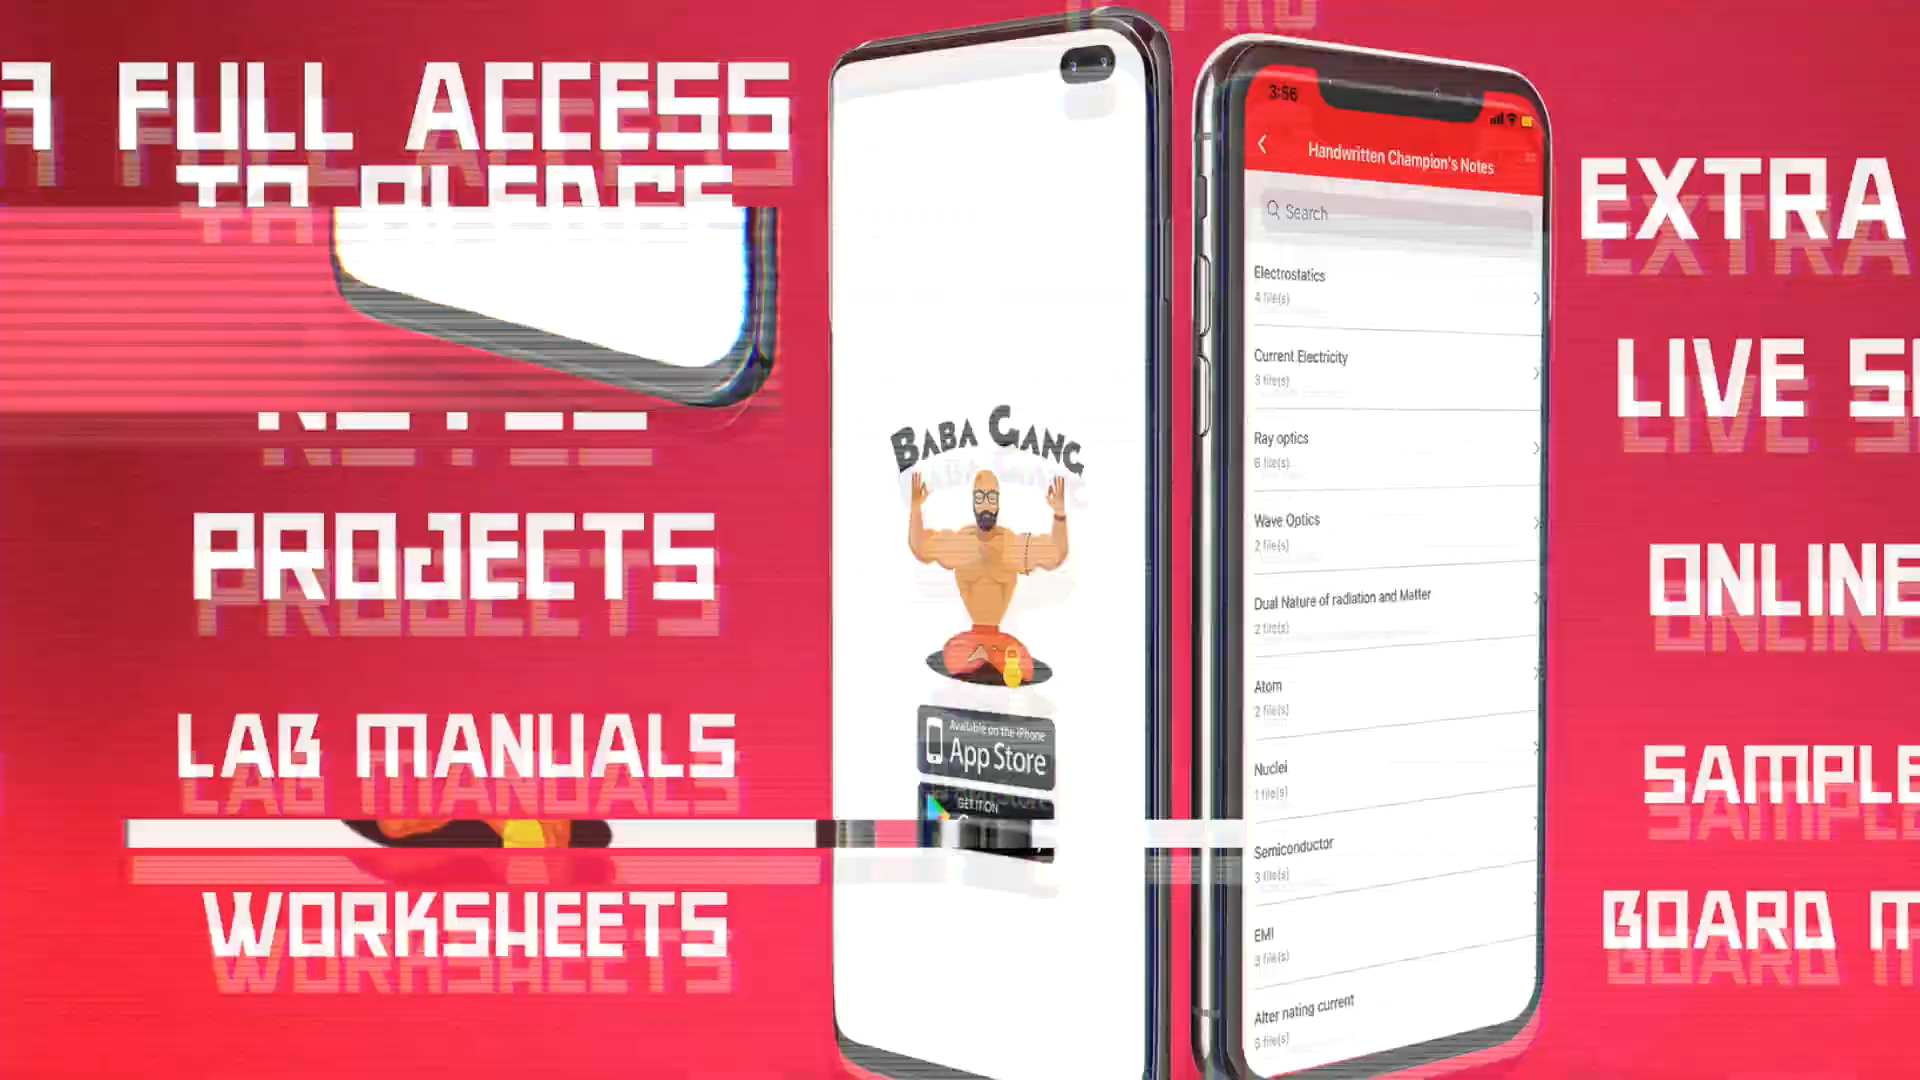 FULL ACCESS
PROJECTS
LAB MANUALS
WORKSHEETS
BABA GANG
Available on the iPhone
App Store
GET IT ON
3:56
Handwritten Champion's Notes
Search
Electrostatics
4 file(s)
Current Electricity
3 file(s)
Ray optics
6 file(s)
Wave Optics
2 file(s)
Dual Nature of radiation and Matter
2 file(s)
Atom
2 file(s)
Nuclei
1 file(s)
Semiconductor
3 file(s)
EMI
3 file(s)
Alter nating current
5 file(s)
EXTRA
LIVE
ONLINE
SAMPLE
BOARD